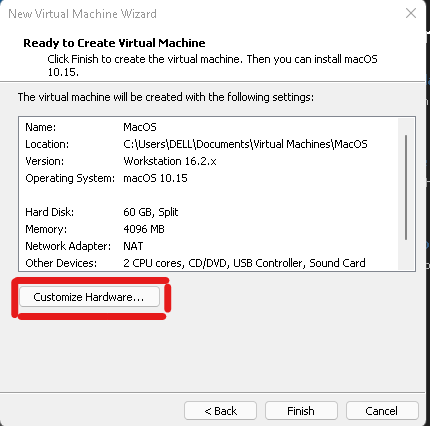 New Virtual Machine Wizard
Ready to Create Virtual Machine
Click Finish to create the virtual machine. Then you can install macOS
10.15.
The virtual machine will be created with the following settings:
Name: MacOS
Location: C:\Users\DELL\Documents\Virtual Machines\MacOS
Version: Workstation 16.2.x
Operating System: macOS 10.15
Hard Disk: 60 GB, Split
Memory: 4096 MB
Network Adapter: NAT
Other Devices: 2 CPU cores, CD/DVD, USB Controller, Sound Card
Customize Hardware...
< Back Finish Cancel